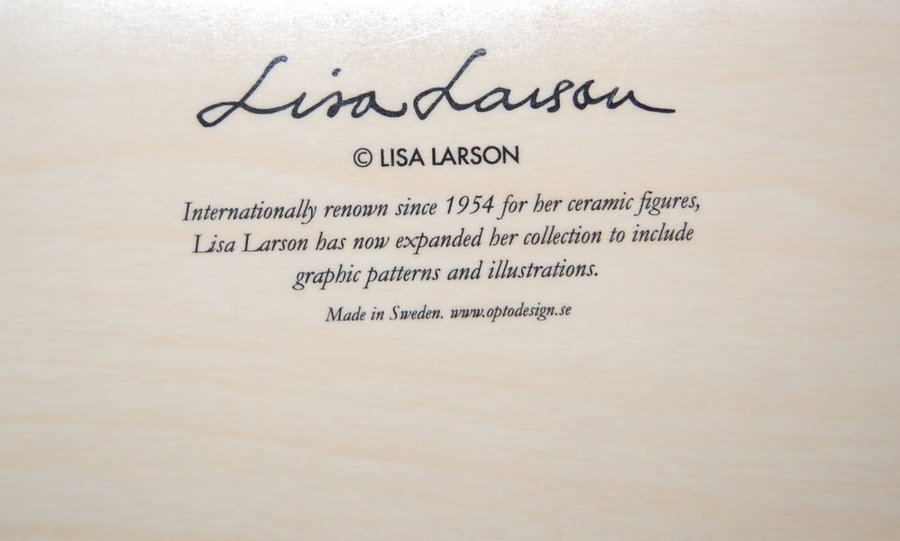 Lisa Larson
© LISA LARSON
Internationally renown since 1954 for her ceramic figures,
Lisa Larson has now expanded her collection to include
graphic patterns and illustrations.
Made in Sweden. www.optodesign.se